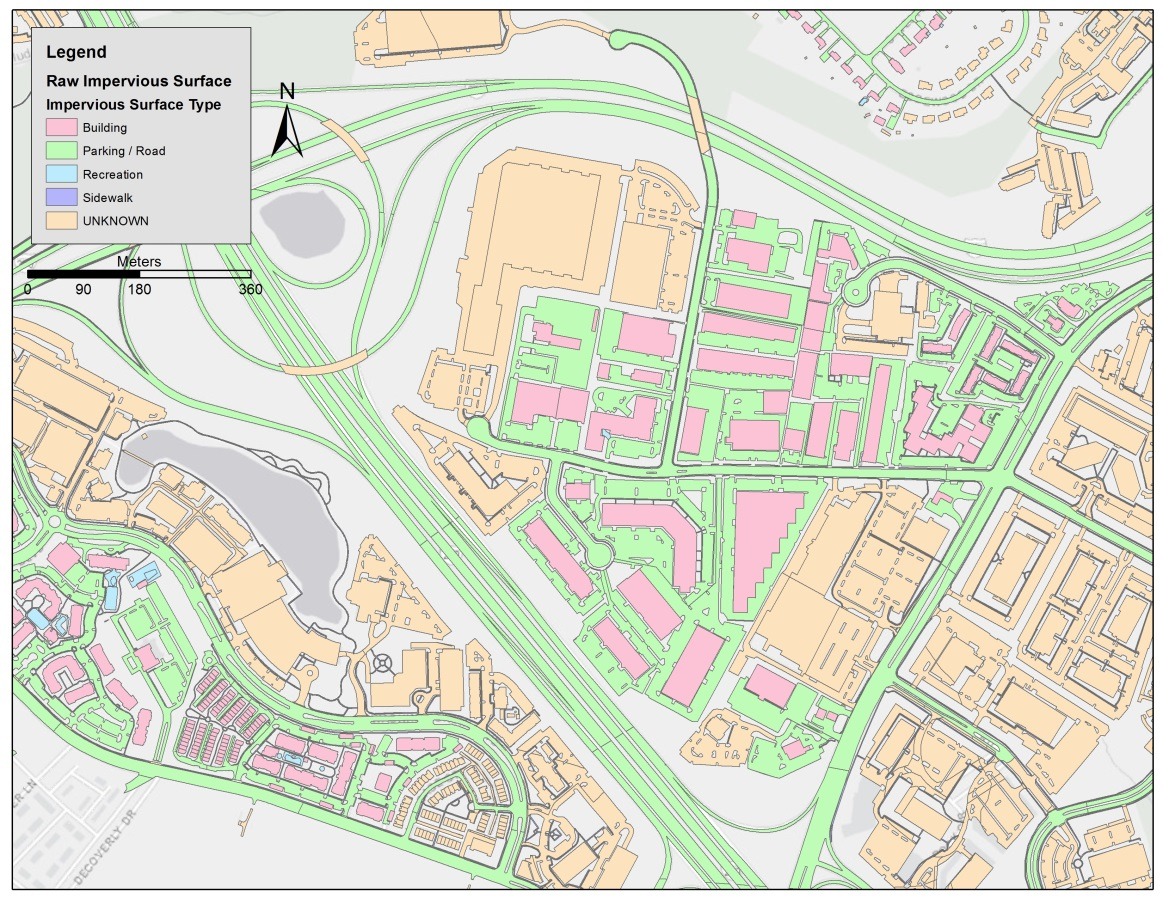 Legend
Raw Impervious Surface
Impervious Surface Type
Building
Parking / Road
Recreation
Sidewalk
UNKNOWN
N
Meters
0 90 180 360
DECOVERLY DR